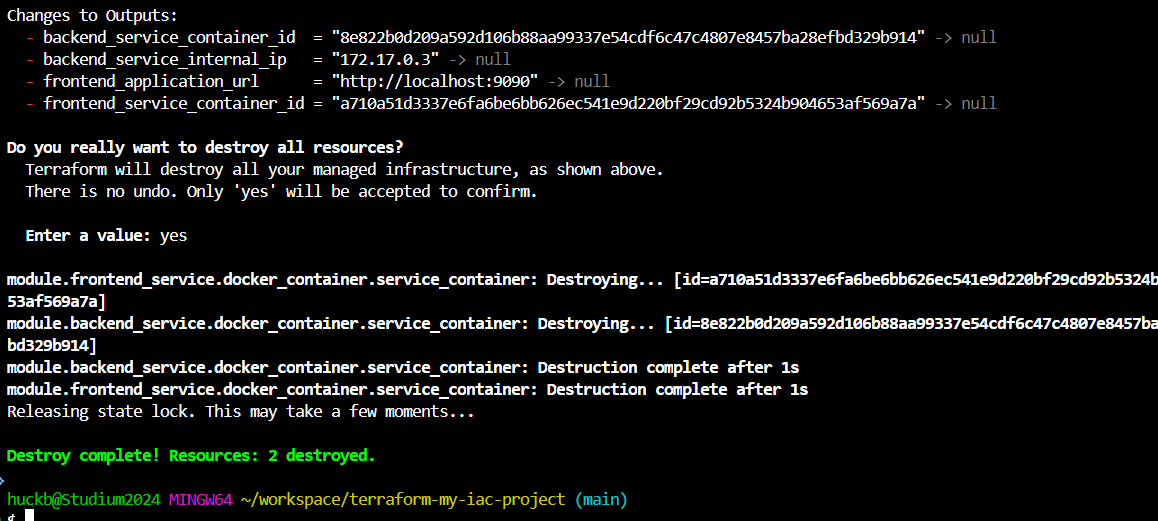 Changes to Outputs:
  - backend_service_container_id  = "8e822b0d209a592d106b88aa99337e54cdf6c47c4807e8457ba28efbd329b914" -> null
  - backend_service_internal_ip   = "172.17.0.3" -> null
  - frontend_application_url      = "http://localhost:9090" -> null
  - frontend_service_container_id = "a710a51d3337e6fa6be6bb626ec541e9d220bf29cd92b5324b904653af569a7a" -> null
Do you really want to destroy all resources?
  Terraform will destroy all your managed infrastructure, as shown above.
  There is no undo. Only 'yes' will be accepted to confirm.
  Enter a value: yes
module.frontend_service.docker_container.service_container: Destroying... [id=a710a51d3337e6fa6be6bb626ec541e9d220bf29cd92b5324b
53af569a7a]
module.backend_service.docker_container.service_container: Destroying... [id=8e822b0d209a592d106b88aa99337e54cdf6c47c4807e8457ba
bd329b914]
module.backend_service.docker_container.service_container: Destruction complete after 1s
module.frontend_service.docker_container.service_container: Destruction complete after 1s
Releasing state lock. This may take a few moments...
Destroy complete! Resources: 2 destroyed.
huckb@Studium2024 MINGW64 ~/workspace/terraform-my-iac-project (main)